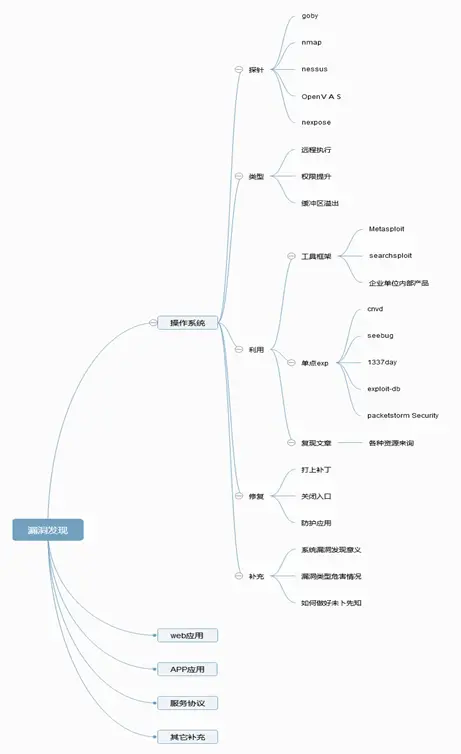 goby
nmap
探针
nessus
OpenV A S
nexpose
远程执行
类型
权限提升
缓冲区溢出
Metasploit
工具框架
searchsploit
企业单位内部产品
cnvd
操作系统
seebug
利用
单点exp
1337day
exploit-db
packetstorm Security
复现文章
各种资源来询
打上补丁
修复
关闭入口
防护应用
漏洞发现
系统漏洞发现意义
补充
漏洞类型危害情况
如何做好未卜先知
web应用
APP应用
服务协议
其它补充